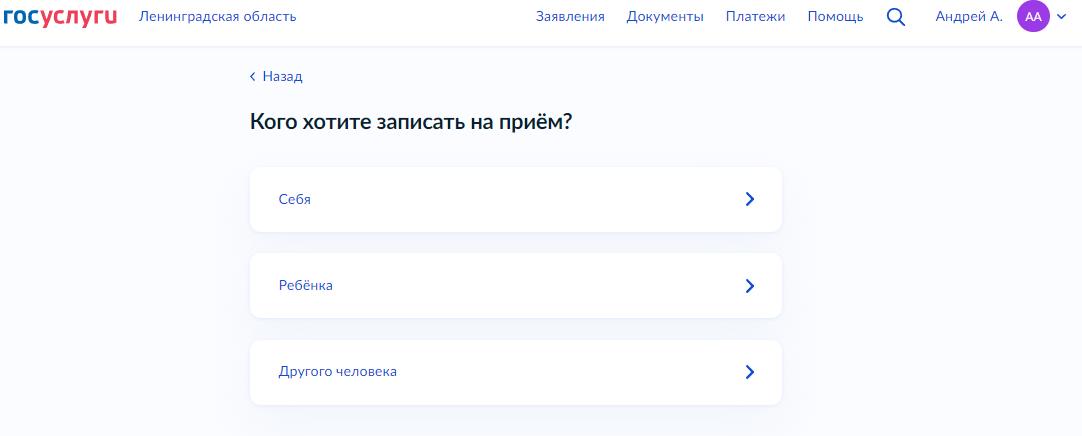 госуслуги Ленинградская область Заявления Документы Платежи Помощь Андрей А. АА
Назад
Кого хотите записать на приём?
Себя
Ребёнка
Другого человека